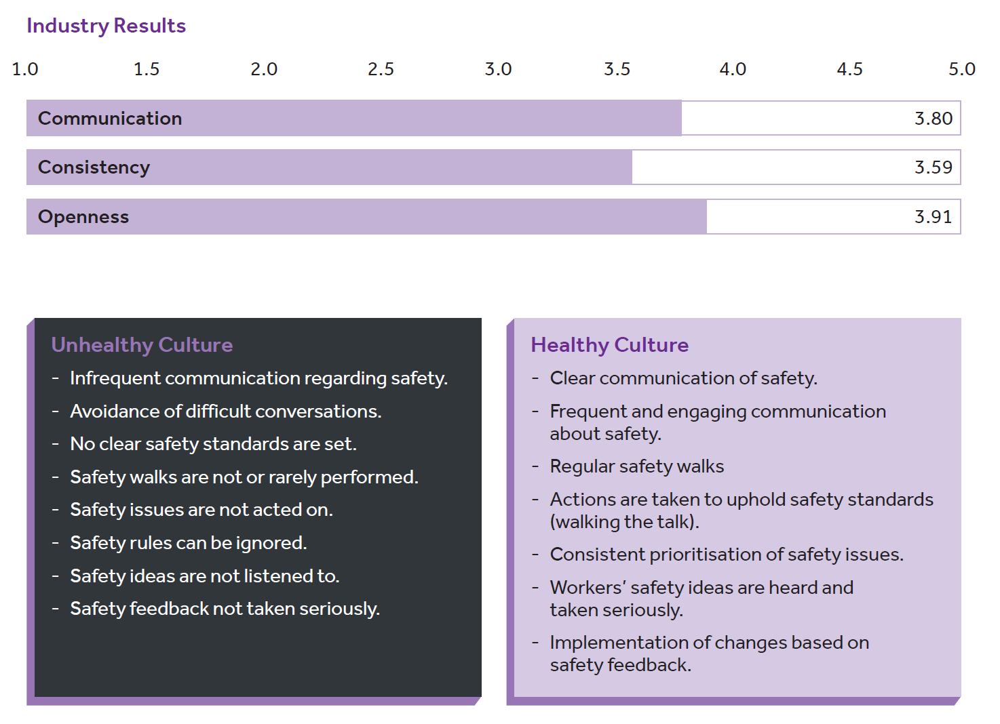 Industry Results
1.0 1.5 2.0 2.5 3.0 3.5 4.0 4.5 5.0
Communication 3.80
Consistency 3.59
Openness 3.91
Unhealthy Culture
- Infrequent communication regarding safety.
- Avoidance of difficult conversations.
- No clear safety standards are set.
- Safety walks are not or rarely performed.
- Safety issues are not acted on.
- Safety rules can be ignored.
- Safety ideas are not listened to.
- Safety feedback not taken seriously.
Healthy Culture
- Clear communication of safety.
- Frequent and engaging communication
about safety.
- Regular safety walks
- Actions are taken to uphold safety standards
(walking the talk).
- Consistent prioritisation of safety issues.
- Workers’ safety ideas are heard and
taken seriously.
- Implementation of changes based on
safety feedback.